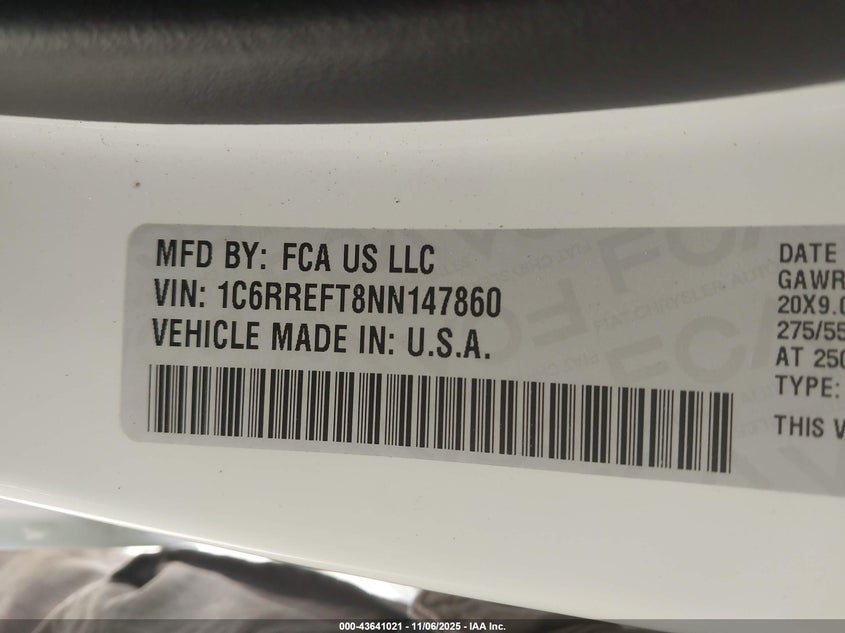 MFD BY: FCA US LLC
VIN: 1C6RREFT8NN147860
VEHICLE MADE IN: U.S.A.
DATE
GAWR
20X9.0
275/55
AT 250
TYPE:
THIS V
000-43641021 - 11/06/2025 - IAA Inc.